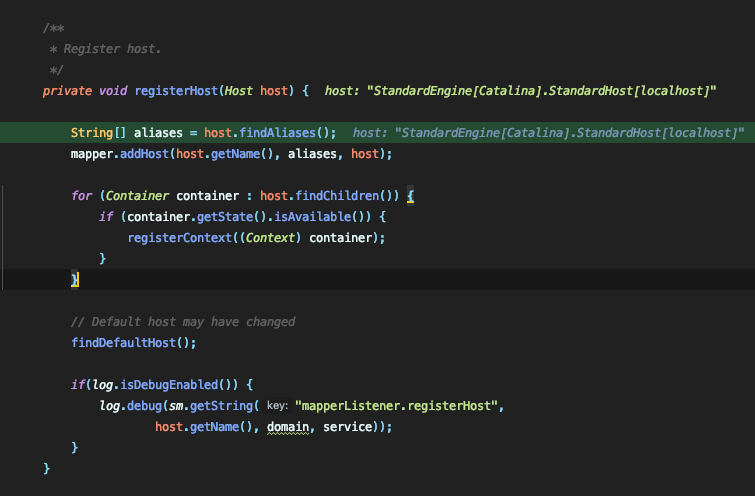 /**
 * Register host.
 */
private void registerHost(Host host) {  host: "StandardEngine[Catalina].StandardHost[localhost]"
    String[] aliases = host.findAliases();  host: "StandardEngine[Catalina].StandardHost[localhost]"
    mapper.addHost(host.getName(), aliases, host);
    for (Container container : host.findChildren()) {
        if (container.getState().isAvailable()) {
            registerContext((Context) container);
        }
    }
    // Default host may have changed
    findDefaultHost();
    if(log.isDebugEnabled()) {
        log.debug(sm.getString( key: "mapperListener.registerHost",
                host.getName(), domain, service));
    }
}